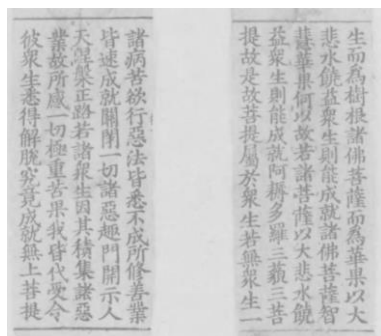 生而為樹根諸佛菩薩而為華果以大
悲水饒益眾生則能成就諸佛菩薩智
慧華果何以故若諸菩薩以大悲水饒
益眾生則能成就阿耨多羅三藐三菩
提故是故菩提屬於眾生若無眾生一
諸病苦欲行惡法皆悉不成所修善業
皆速成就關閉一切諸惡趣門開示人
天涅槃正路若諸眾生因其積集諸惡
業故所感一切極重苦果我皆代受令
彼眾生悉得解脫究竟成就無上菩提